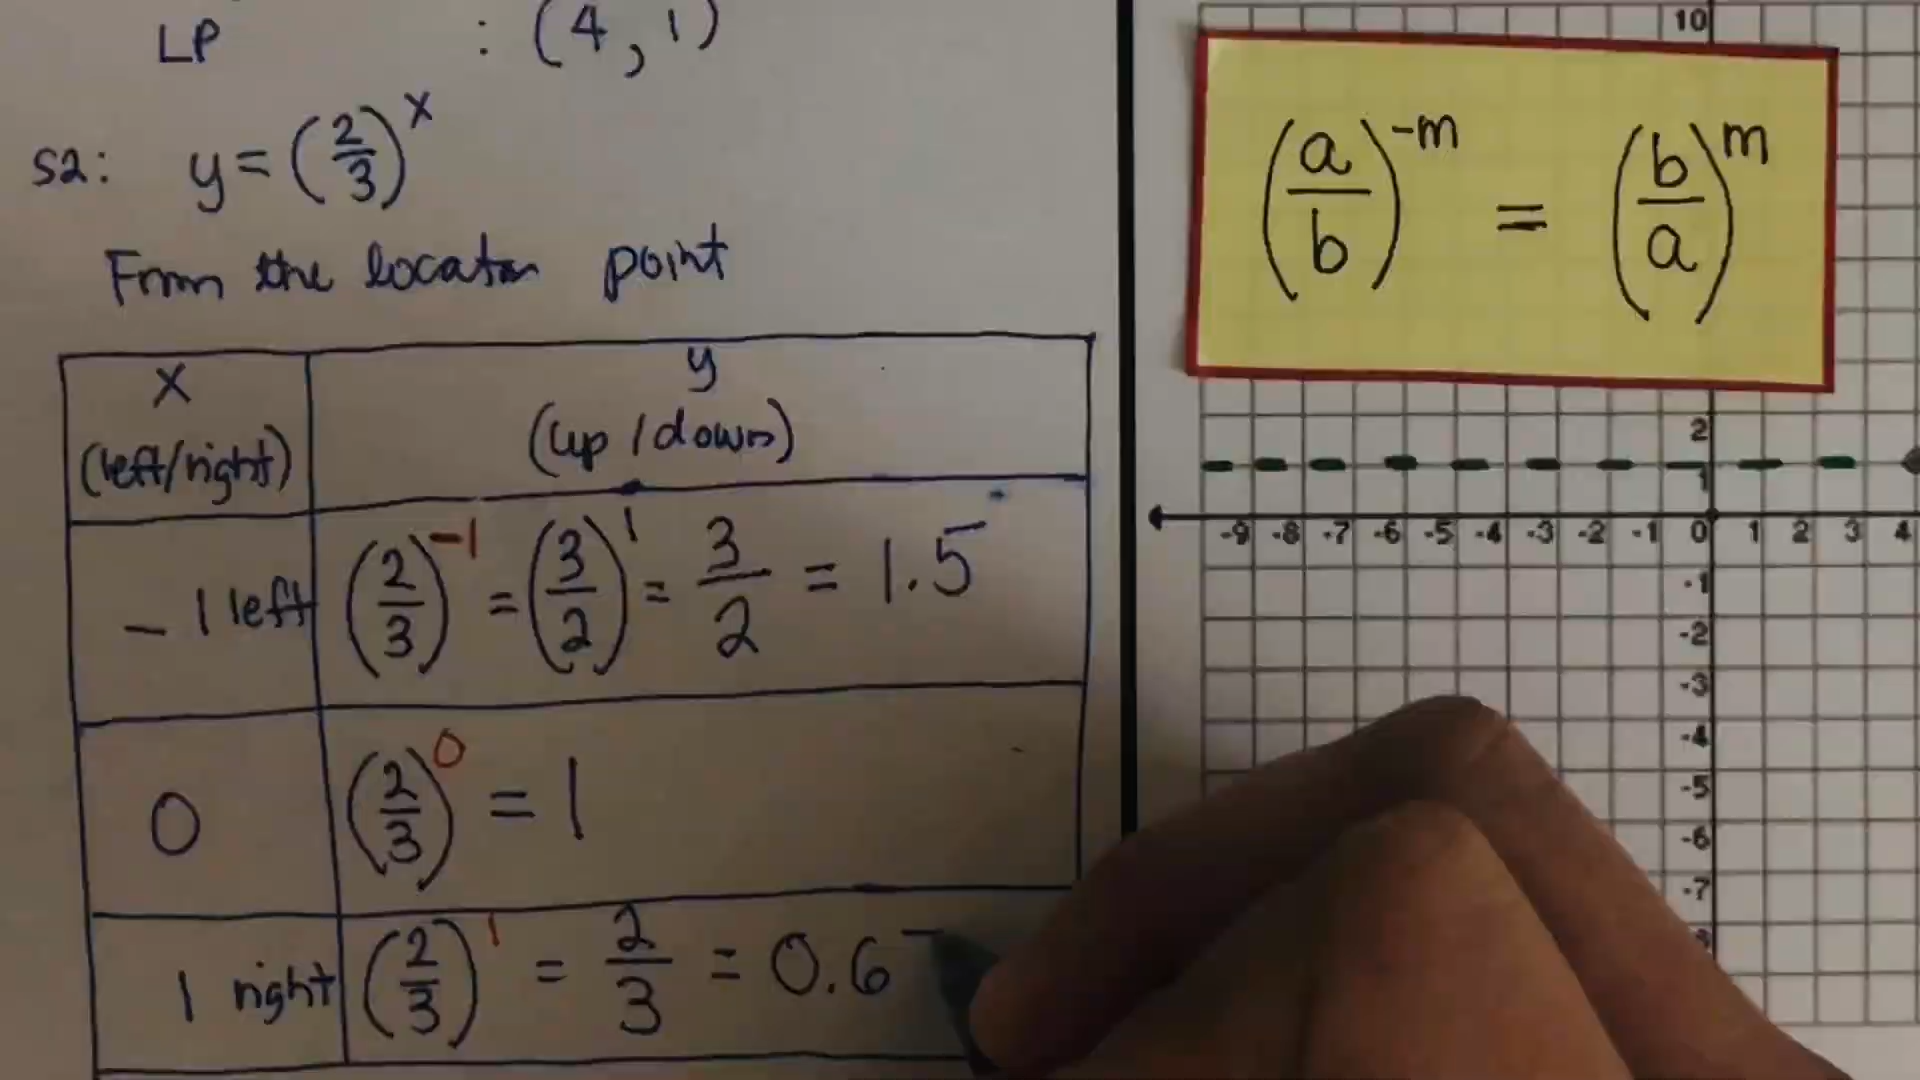 LP : (4, 1)
S2: y = (2/3)^x
From the locator point
x
(left/right)
y
(up/down)
-1 left (2/3)^-1 = (3/2)^1 = 3/2 = 1.5
0 (2/3)^0 = 1
1 right (2/3)^1 = 2/3 = 0.6
(a/b)^-m = (b/a)^m
10
2
1
-9 -8 -7 -6 -5 -4 -3 -2 -1 0 1 2 3 4
-1
-2
-3
-4
-5
-6
-7